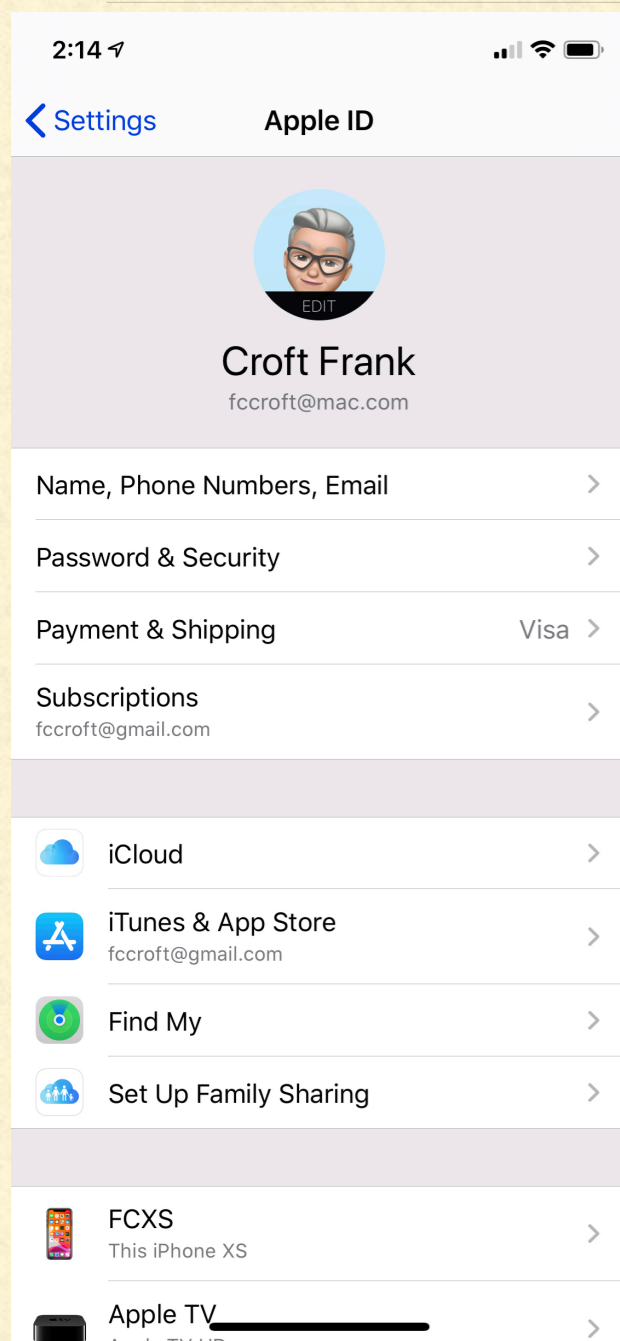 2:14
Settings
Apple ID
EDIT
Croft Frank
fccroft@mac.com
Name, Phone Numbers, Email
Password & Security
Payment & Shipping Visa
Subscriptions
fccroft@gmail.com
iCloud
iTunes & App Store
fccroft@gmail.com
Find My
Set Up Family Sharing
FCXS
This iPhone XS
Apple TV